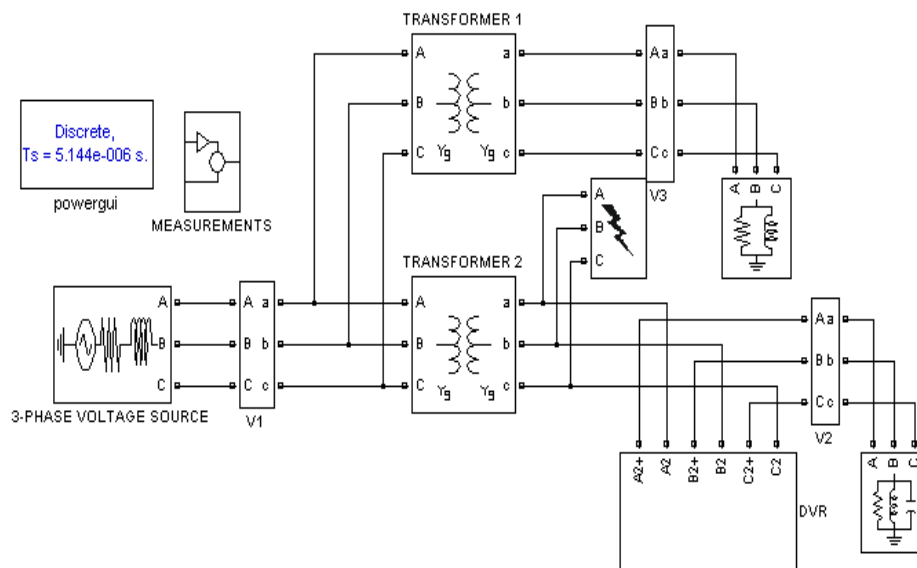 TRANSFORMER 1
A a
B b
C Yg Yg c
Aa
Bb
Cc
V3
A B C
Discrete,
Ts = 5.144e-006 s.
powergui
MEASUREMENTS
A
B
C
TRANSFORMER 2
A a
B b
C Yg Yg c
A
B
C
3-PHASE VOLTAGE SOURCE
A a
B b
C c
V1
Aa
Bb
Cc
V2
A2+ A2 B2+ B2 C2+ C2
DVR
A B C